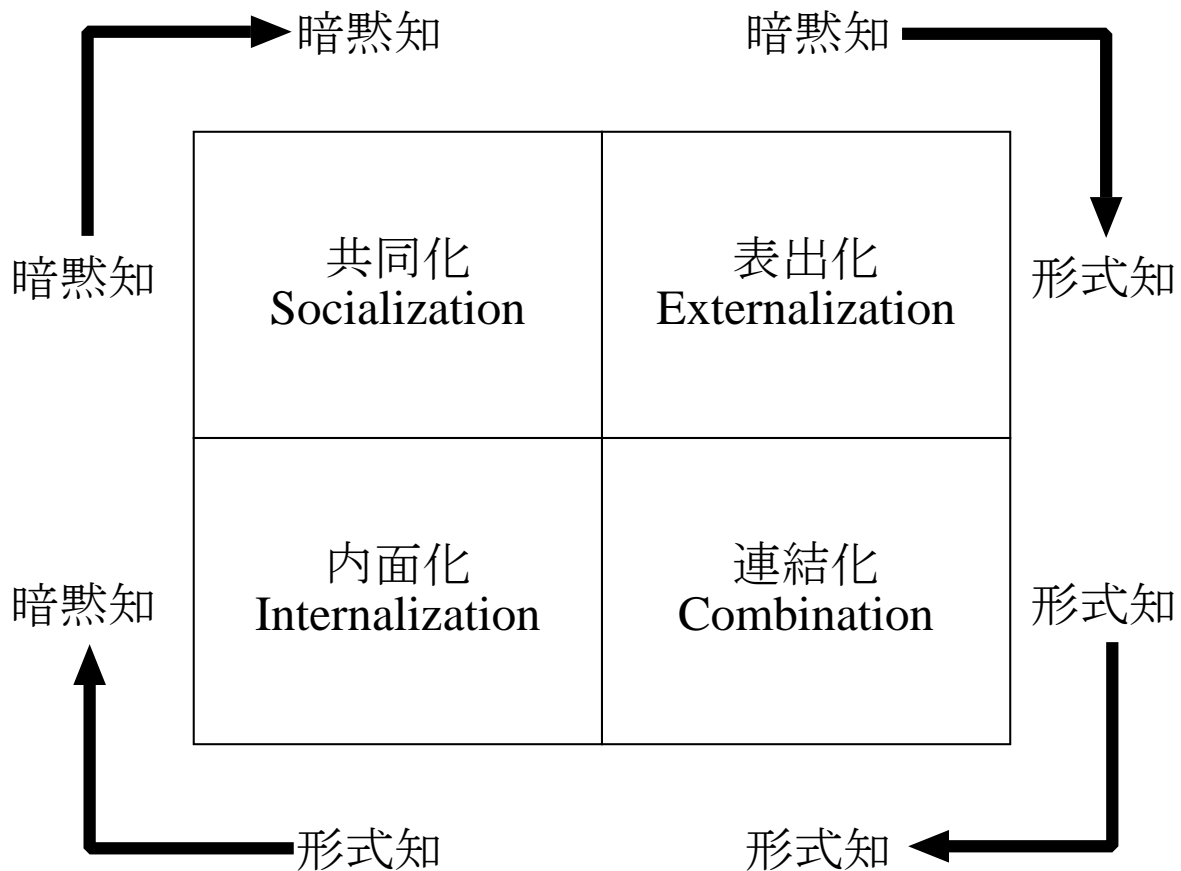 暗黙知 暗黙知
暗黙知 形式知
共同化 表出化
Socialization Externalization
暗黙知 形式知
内面化 連結化
Internalization Combination
形式知 形式知